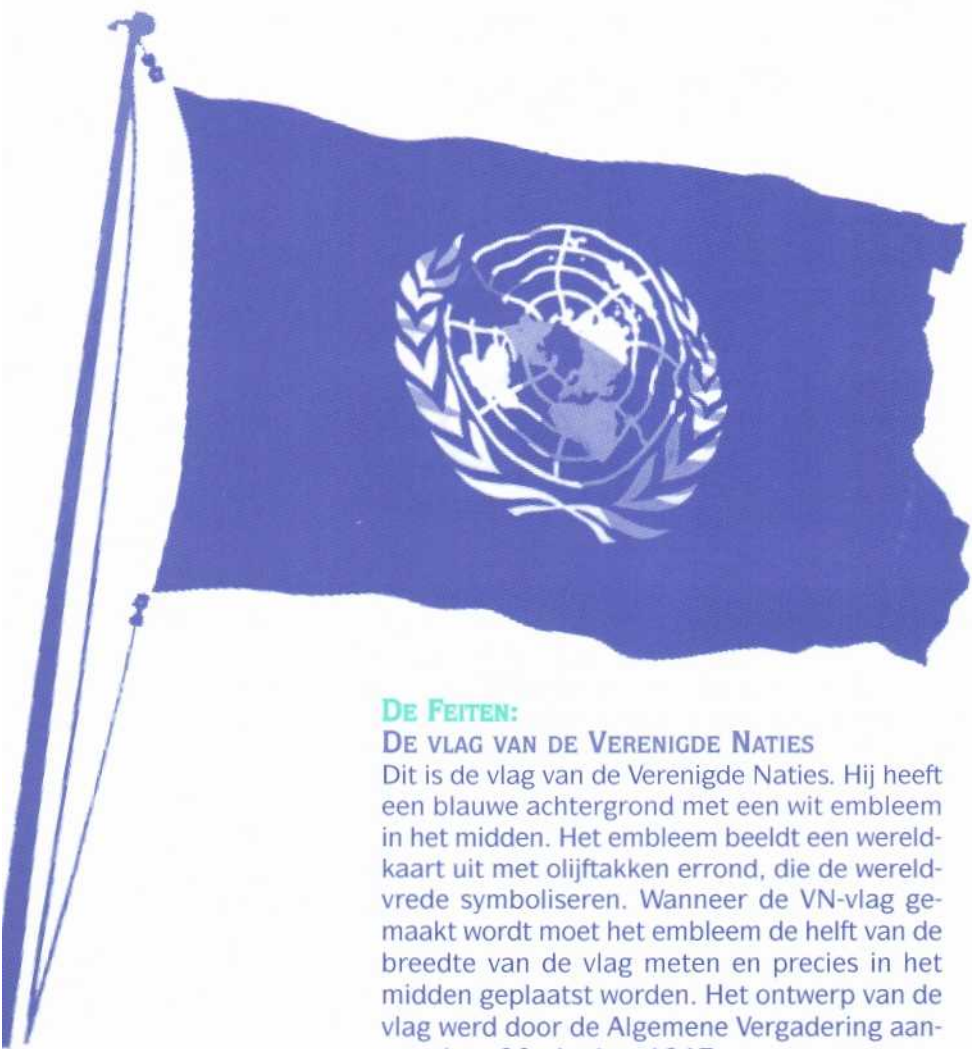 DE FEITEN:
DE VLAG VAN DE VERENIGDE NATIES
Dit is de vlag van de Verenigde Naties. Hij heeft
een blauwe achtergrond met een wit embleem
in het midden. Het embleem beeldt een wereld-
kaart uit met olijftakken errond, die de wereld-
vrede symboliseren. Wanneer de VN-vlag ge-
maakt wordt moet het embleem de helft van de
breedte van de vlag meten en precies in het
midden geplaatst worden. Het ontwerp van de
vlag werd door de Algemene Vergadering aan-